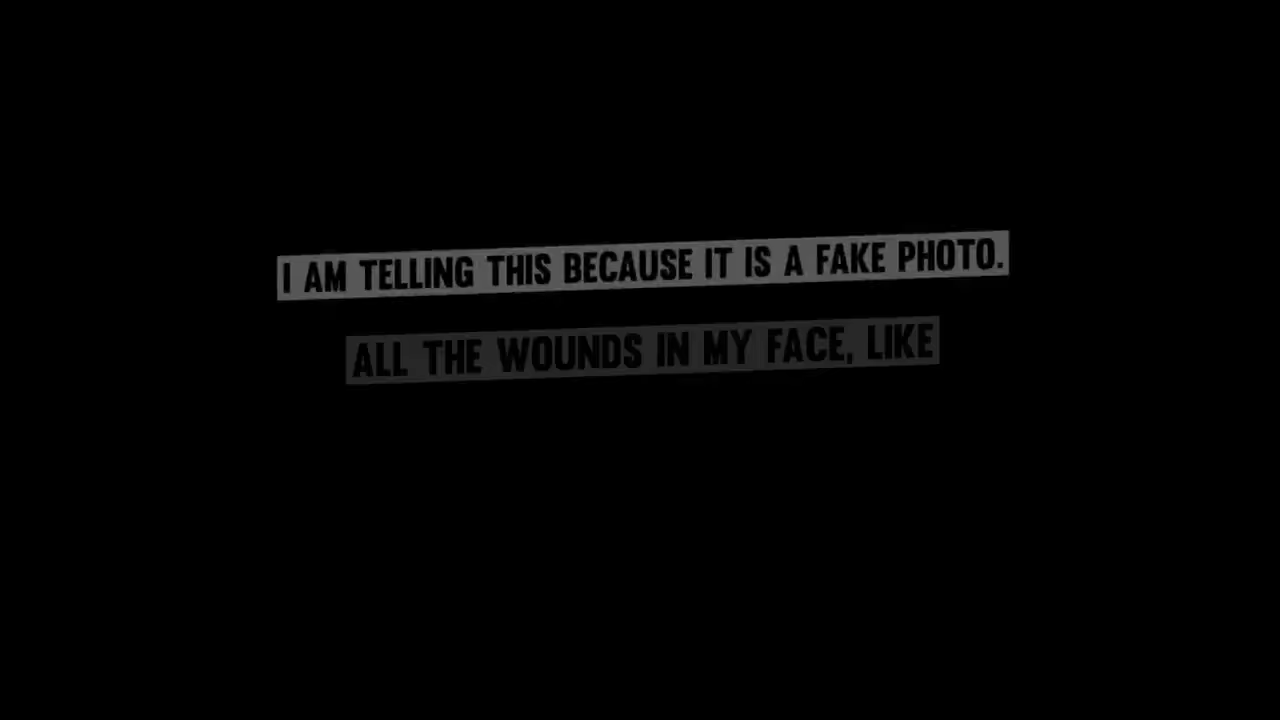 I AM TELLING THIS BECAUSE IT IS A FAKE PHOTO.
ALL THE WOUNDS IN MY FACE, LIKE